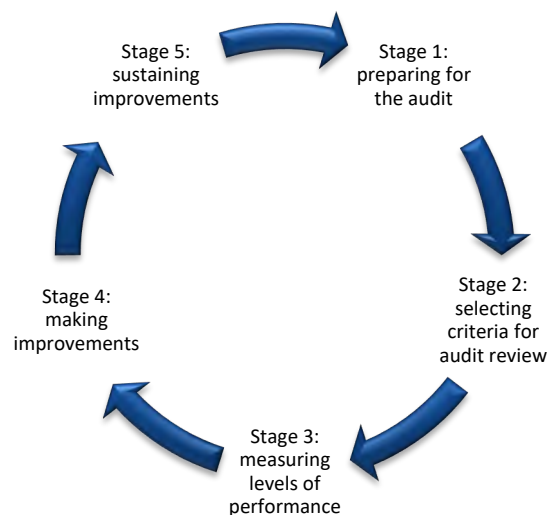 Stage 1:
preparing for
the audit
Stage 2:
selecting
criteria for
audit review
Stage 3:
measuring
levels of
performance
Stage 4:
making
improvements
Stage 5:
sustaining
improvements